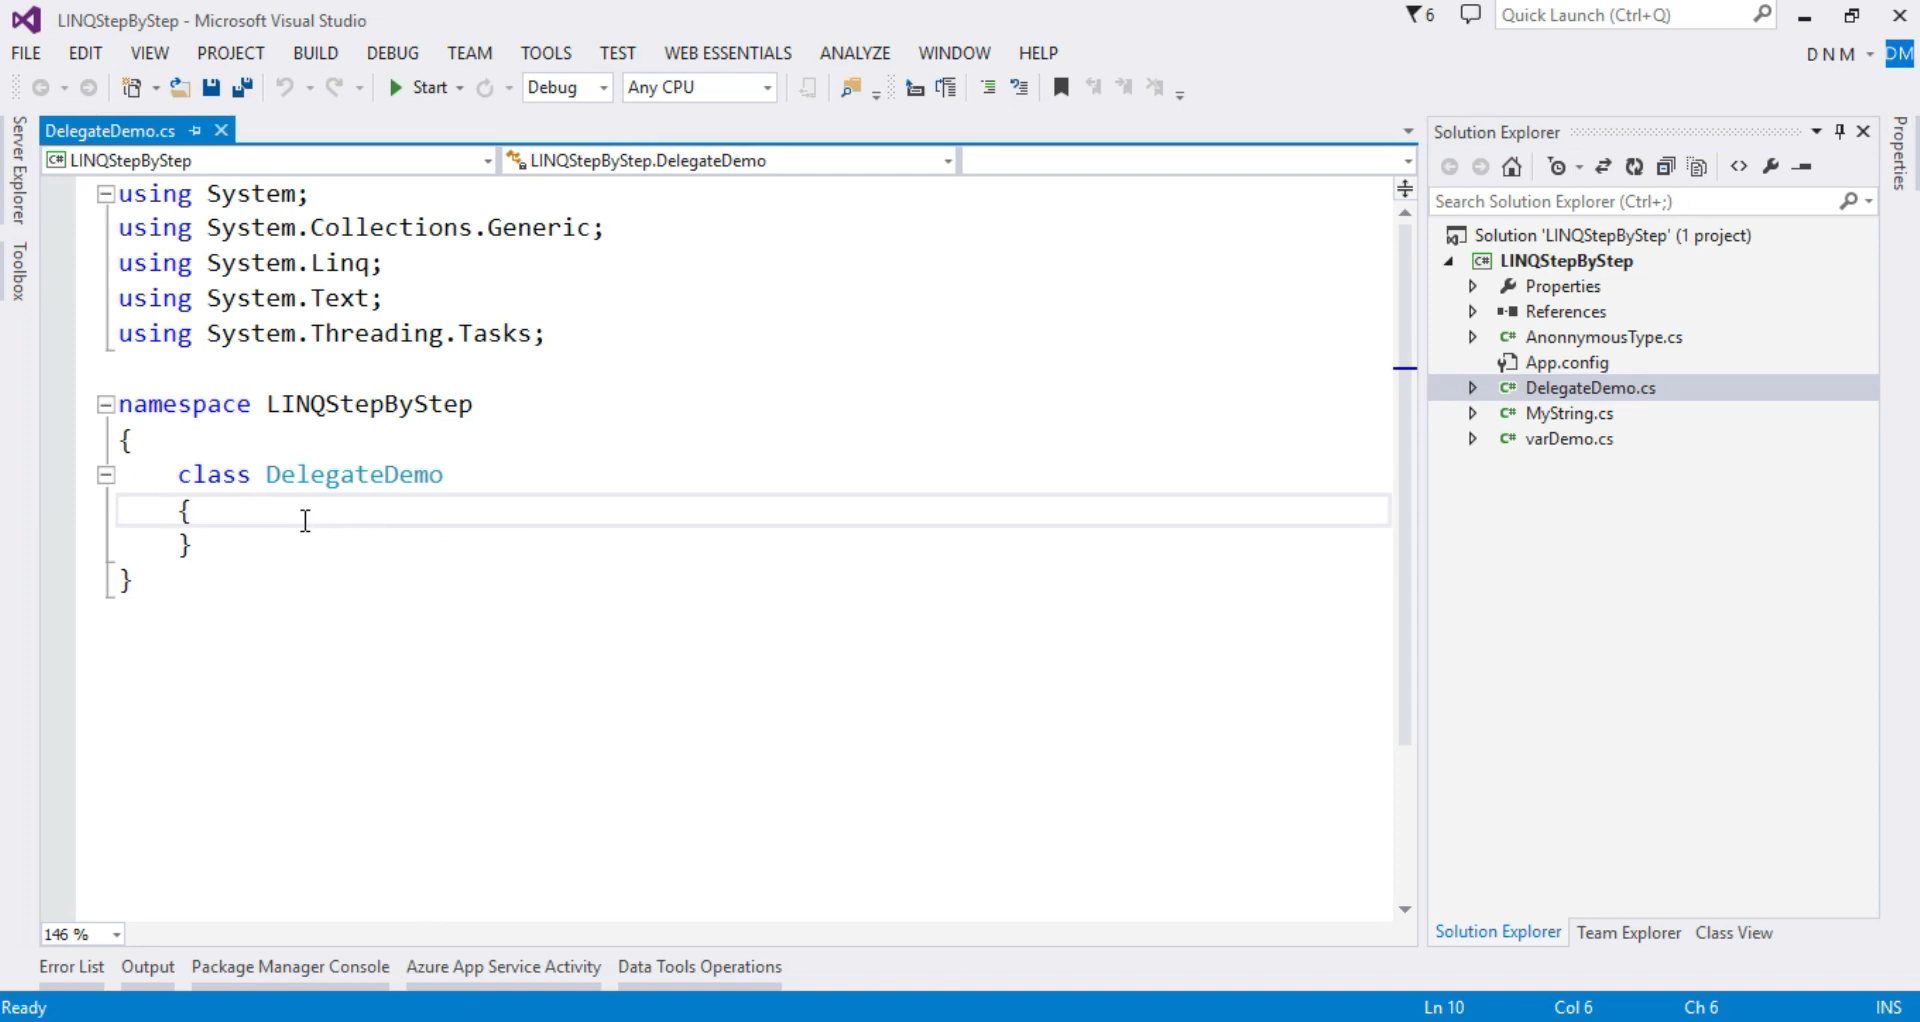 LINQStepByStep - Microsoft Visual Studio
6
Quick Launch (Ctrl+Q)
FILE EDIT VIEW PROJECT BUILD DEBUG TEAM TOOLS TEST WEB ESSENTIALS ANALYZE WINDOW HELP
D N M
DM
Start
Debug
Any CPU
Server Explorer
Toolbox
DelegateDemo.cs
C# LINQStepByStep
LINQStepByStep.DelegateDemo
using System;
using System.Collections.Generic;
using System.Linq;
using System.Text;
using System.Threading.Tasks;
namespace LINQStepByStep
{
class DelegateDemo
{
}
}
146 %
Solution Explorer
Search Solution Explorer (Ctrl+;)
Solution 'LINQStepByStep' (1 project)
C# LINQStepByStep
Properties
References
C# AnonnymousType.cs
App.config
C# DelegateDemo.cs
C# MyString.cs
C# varDemo.cs
Solution Explorer Team Explorer Class View
Properties
Error List Output Package Manager Console Azure App Service Activity Data Tools Operations
Ready
Ln 10 Col 6 Ch 6 INS